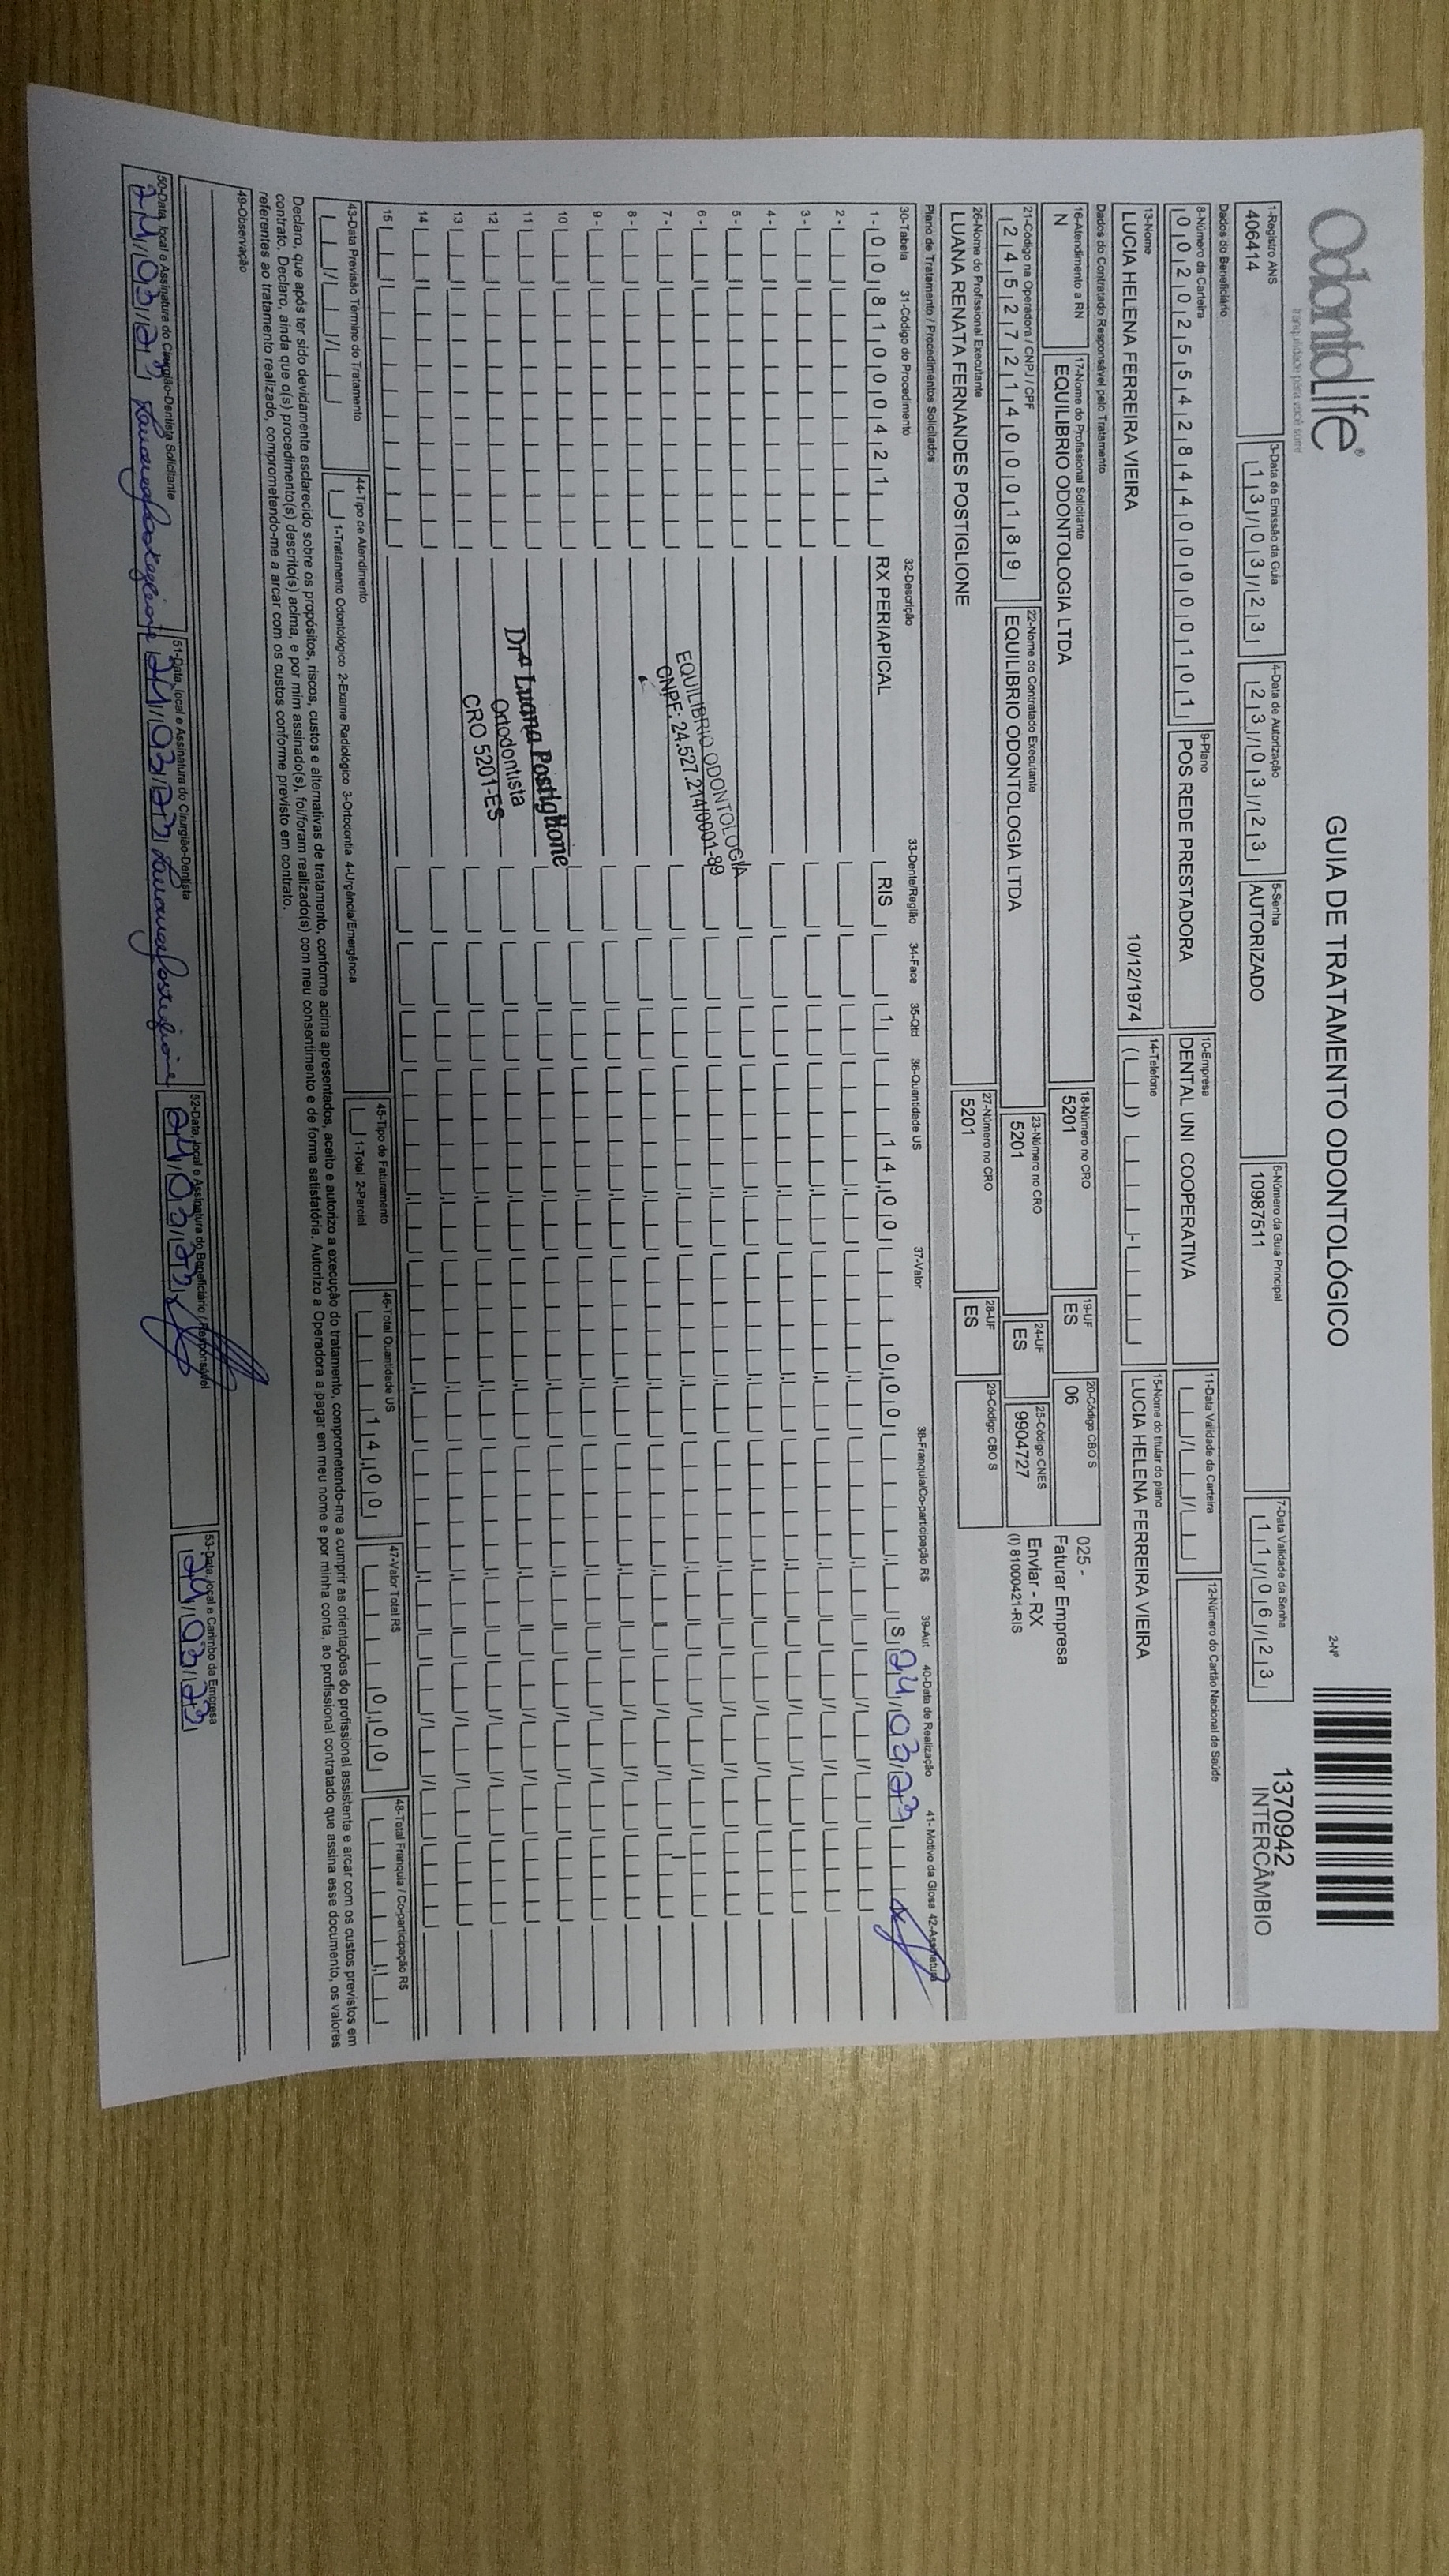 OdontoLife®
tranquilidade para você sorrir
GUIA DE TRATAMENTO ODONTOLÓGICO
2-Nº
1370942
INTERCÂMBIO
1-Registro ANS
406414
3-Data de Emissão da Guia
13/03/23
4-Data de Autorização
23/03/23
5-Senha
AUTORIZADO
6-Número da Guia Principal
10987511
7-Data Validade da Senha
11/06/23
Dados do Beneficiário
8-Número da Carteira
00202554284400000101
9-Plano
POS REDE PRESTADORA
10-Empresa
DENTAL UNI COOPERATIVA
11-Data Validade da Carteira
12-Número do Cartão Nacional de Saúde
13-Nome
LUCIA HELENA FERREIRA VIEIRA
10/12/1974
14-Telefone
15-Nome do titular do plano
LUCIA HELENA FERREIRA VIEIRA
Dados do Contratado Responsável pelo Tratamento
16-Atendimento a RN
N
17-Nome do Profissional Solicitante
EQUILIBRIO ODONTOLOGIA LTDA
18-Número no CRO
5201
19-UF
ES
20-Código CBO S
06
025 -
Faturar Empresa
21-Código na Operadora / CNPJ / CPF
24527214000189
22-Nome do Contratado Executante
EQUILIBRIO ODONTOLOGIA LTDA
23-Número no CRO
5201
24-UF
ES
25-Código CNES
9904727
Enviar - RX
(I) 81000421-RIS
26-Nome do Profissional Executante
LUANA RENATA FERNANDES POSTIGLIONE
27-Número no CRO
5201
28-UF
ES
29-Código CBO S
Plano de Tratamento / Procedimentos Solicitados
30-Tabela 31-Código do Procedimento 32-Descrição 33-Dente/Região 34-Face 35-Qtd 36-Quantidade US 37-Valor 38-Franquia/Co-participação R$ 39-Aut 40-Data de Realização 41- Motivo da Glosa 42-Assinatura
1 - 00 81000421 RX PERIAPICAL RIS 1 14,00 0,00 S 24/03/23
2 -
3 -
4 -
5 -
6 -
7 -
8 -
9 -
10
11
12
13
14
15
EQUILIBRIO ODONTOLOGIA
CNPF: 24.527.214/0001-89
Drª Luana Postiglione
Ortodontista
CRO 5201-ES
43-Data Previsão Término do Tratamento
44-Tipo de Atendimento
1-Tratamento Odontológico 2-Exame Radiológico 3-Ortodontia 4-Urgência/Emergência
45-Tipo de Faturamento
1-Total 2-Parcial
46-Total Quantidade US
14,00
47-Valor Total R$
0,00
48-Total Franquia / Co-participação R$
Declaro, que após ter sido devidamente esclarecido sobre os propósitos, riscos, custos e alternativas de tratamento, conforme acima apresentados, aceito e autorizo a execução do tratamento, comprometendo-me a cumprir as orientações do profissional assistente e arcar com os custos previstos em
contrato. Declaro, ainda que o(s) procedimento(s) descrito(s) acima, e por mim assinado(s), foi/foram realizado(s) com meu consentimento e de forma satisfatória. Autorizo a Operadora a pagar em meu nome e por minha conta, ao profissional contratado que assina esse documento, os valores
referentes ao tratamento realizado, comprometendo-me a arcar com os custos conforme previsto em contrato.
49-Observação
50-Data, local e Assinatura do Cirurgião-Dentista Solicitante
24/03/23 Luana Postiglione
51-Data, local e Assinatura do Cirurgião-Dentista
24/03/23 Luana Postiglione
52-Data, local e Assinatura do Beneficiário / Responsável
24/03/23
53-Data, local e Carimbo da Empresa
24/03/23